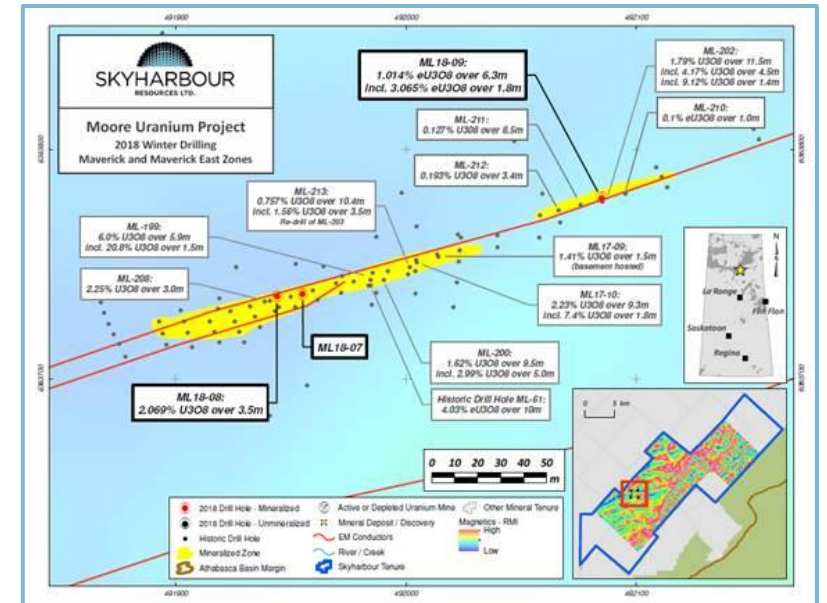 491900
492000
492100
SKYHARBOUR
RESOURCES LTD.
Moore Uranium Project
2018 Winter Drilling
Maverick and Maverick East Zones
ML18-09:
1.014% eU3O8 over 6.3m
Incl. 3.065% eU3O8 over 1.8m
ML-202:
1.79% U3O8 over 11.5m
Incl. 4.17% U3O8 over 4.5m
Incl. 9.12% U3O8 over 1.4m
ML-211:
0.127% U3O8 over 8.5m
ML-210:
0.1% eU3O8 over 1.0m
ML-212:
0.193% U3O8 over 3.4m
ML-213:
0.757% U3O8 over 10.4m
Incl. 1.56% U3O8 over 3.5m
Re-drill of ML-203
ML-199:
6.0% U3O8 over 5.9m
Incl. 20.8% U3O8 over 1.5m
ML-208:
2.25% U3O8 over 3.0m
ML17-09:
1.41% U3O8 over 1.5m
(basement hosted)
ML17-10:
2.23% U3O8 over 9.3m
Incl. 7.4% U3O8 over 1.8m
ML18-07
ML-200:
1.62% U3O8 over 9.5m
Incl. 2.99% U3O8 over 5.0m
ML18-08:
2.069% U3O8 over 3.5m
Historic Drill Hole ML-61:
4.03% eU3O8 over 10m
N
La Ronge
Flin Flon
Saskatoon
Regina
6363800
6363800
6363700
6363700
0 5 km
0 10 20 30 40 50
m
2018 Drill Hole - Mineralized
2018 Drill Hole - Unmineralized
Historic Drill Hole
Mineralized Zone
Athabasca Basin Margin
Active or Depleted Uranium Mine
Mineral Deposit / Discovery
EM Conductors
River / Creek
Skyharbour Tenure
Other Mineral Tenure
Magnetics - RMI
High
Low
491900
492000
492100